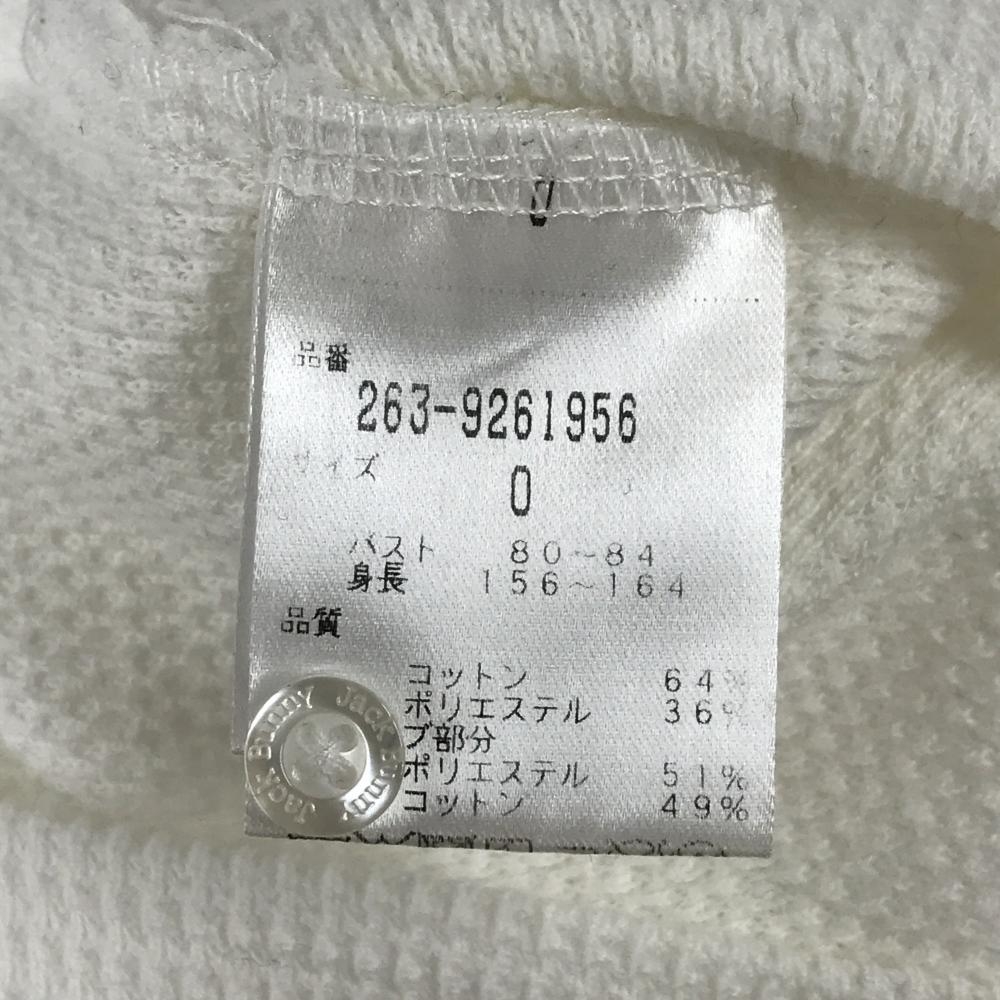 品番
263-9261956
サイズ
0
バスト 80~84
身長 156~164
品質
コットン 64%
ポリエステル 36%
ブ部分
ポリエステル 51%
コットン 49%
Jack Bunny Jack Bunny